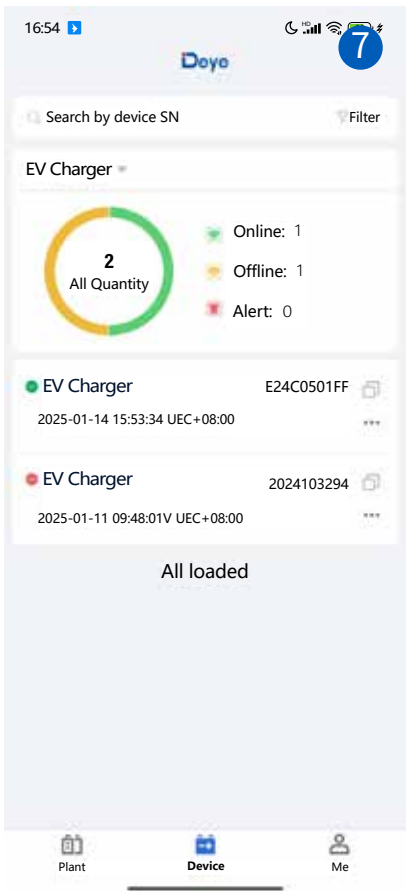 16:54
7
Deye
Search by device SN Filter
EV Charger
2
All Quantity
Online: 1
Offline: 1
Alert: 0
EV Charger E24C0501FF
2025-01-14 15:53:34 UEC+08:00
EV Charger 2024103294
2025-01-11 09:48:01V UEC+08:00
All loaded
Plant Device Me